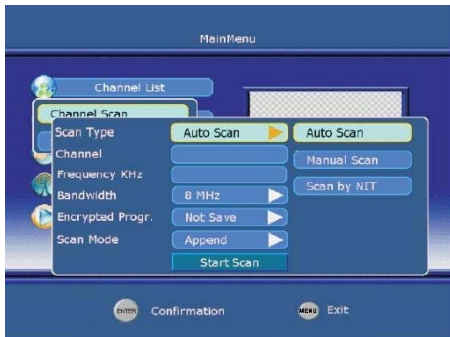 MainMenu
Channel List
Channel Scan
Scan Type
Auto Scan
Auto Scan
Channel
Manual Scan
Frequency KHz
Scan by NIT
Bandwidth
8 MHz
Encrypted Progr.
Not Save
Scan Mode
Append
Start Scan
ENTER Confirmation
MENU Exit